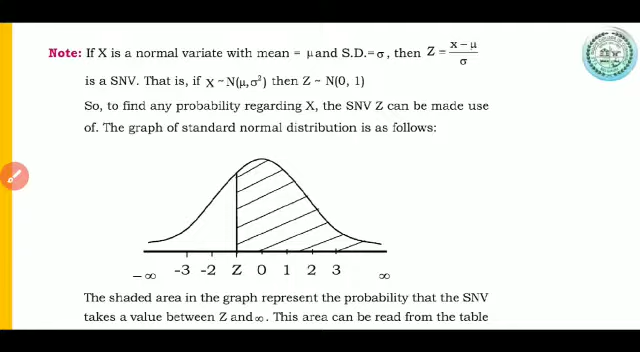 Note: If X is a normal variate with mean = μ and S.D.= σ, then Z = x − μ / σ
is a SNV. That is, if X ~ N(μ, σ²) then Z ~ N(0, 1)
So, to find any probability regarding X, the SNV Z can be made use
of. The graph of standard normal distribution is as follows:
−∞ -3 -2 Z 0 1 2 3 ∞
The shaded area in the graph represent the probability that the SNV
takes a value between Z and ∞. This area can be read from the table